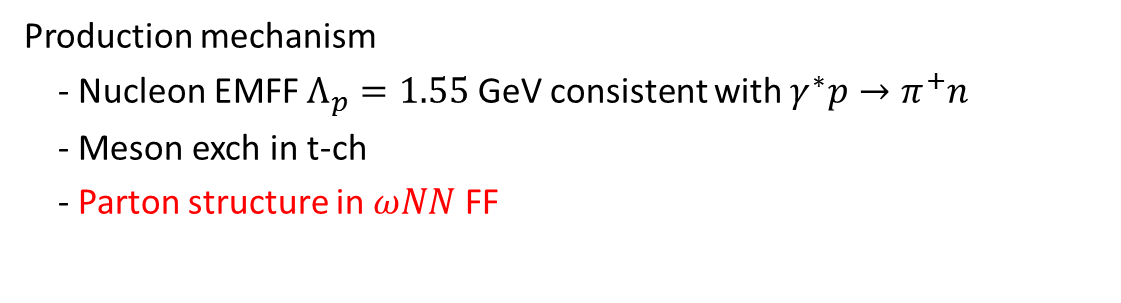 Production mechanism
- Nucleon EMFF Λ_p = 1.55 GeV consistent with γ*p → π⁺n
- Meson exch in t-ch
- Parton structure in ωNN FF